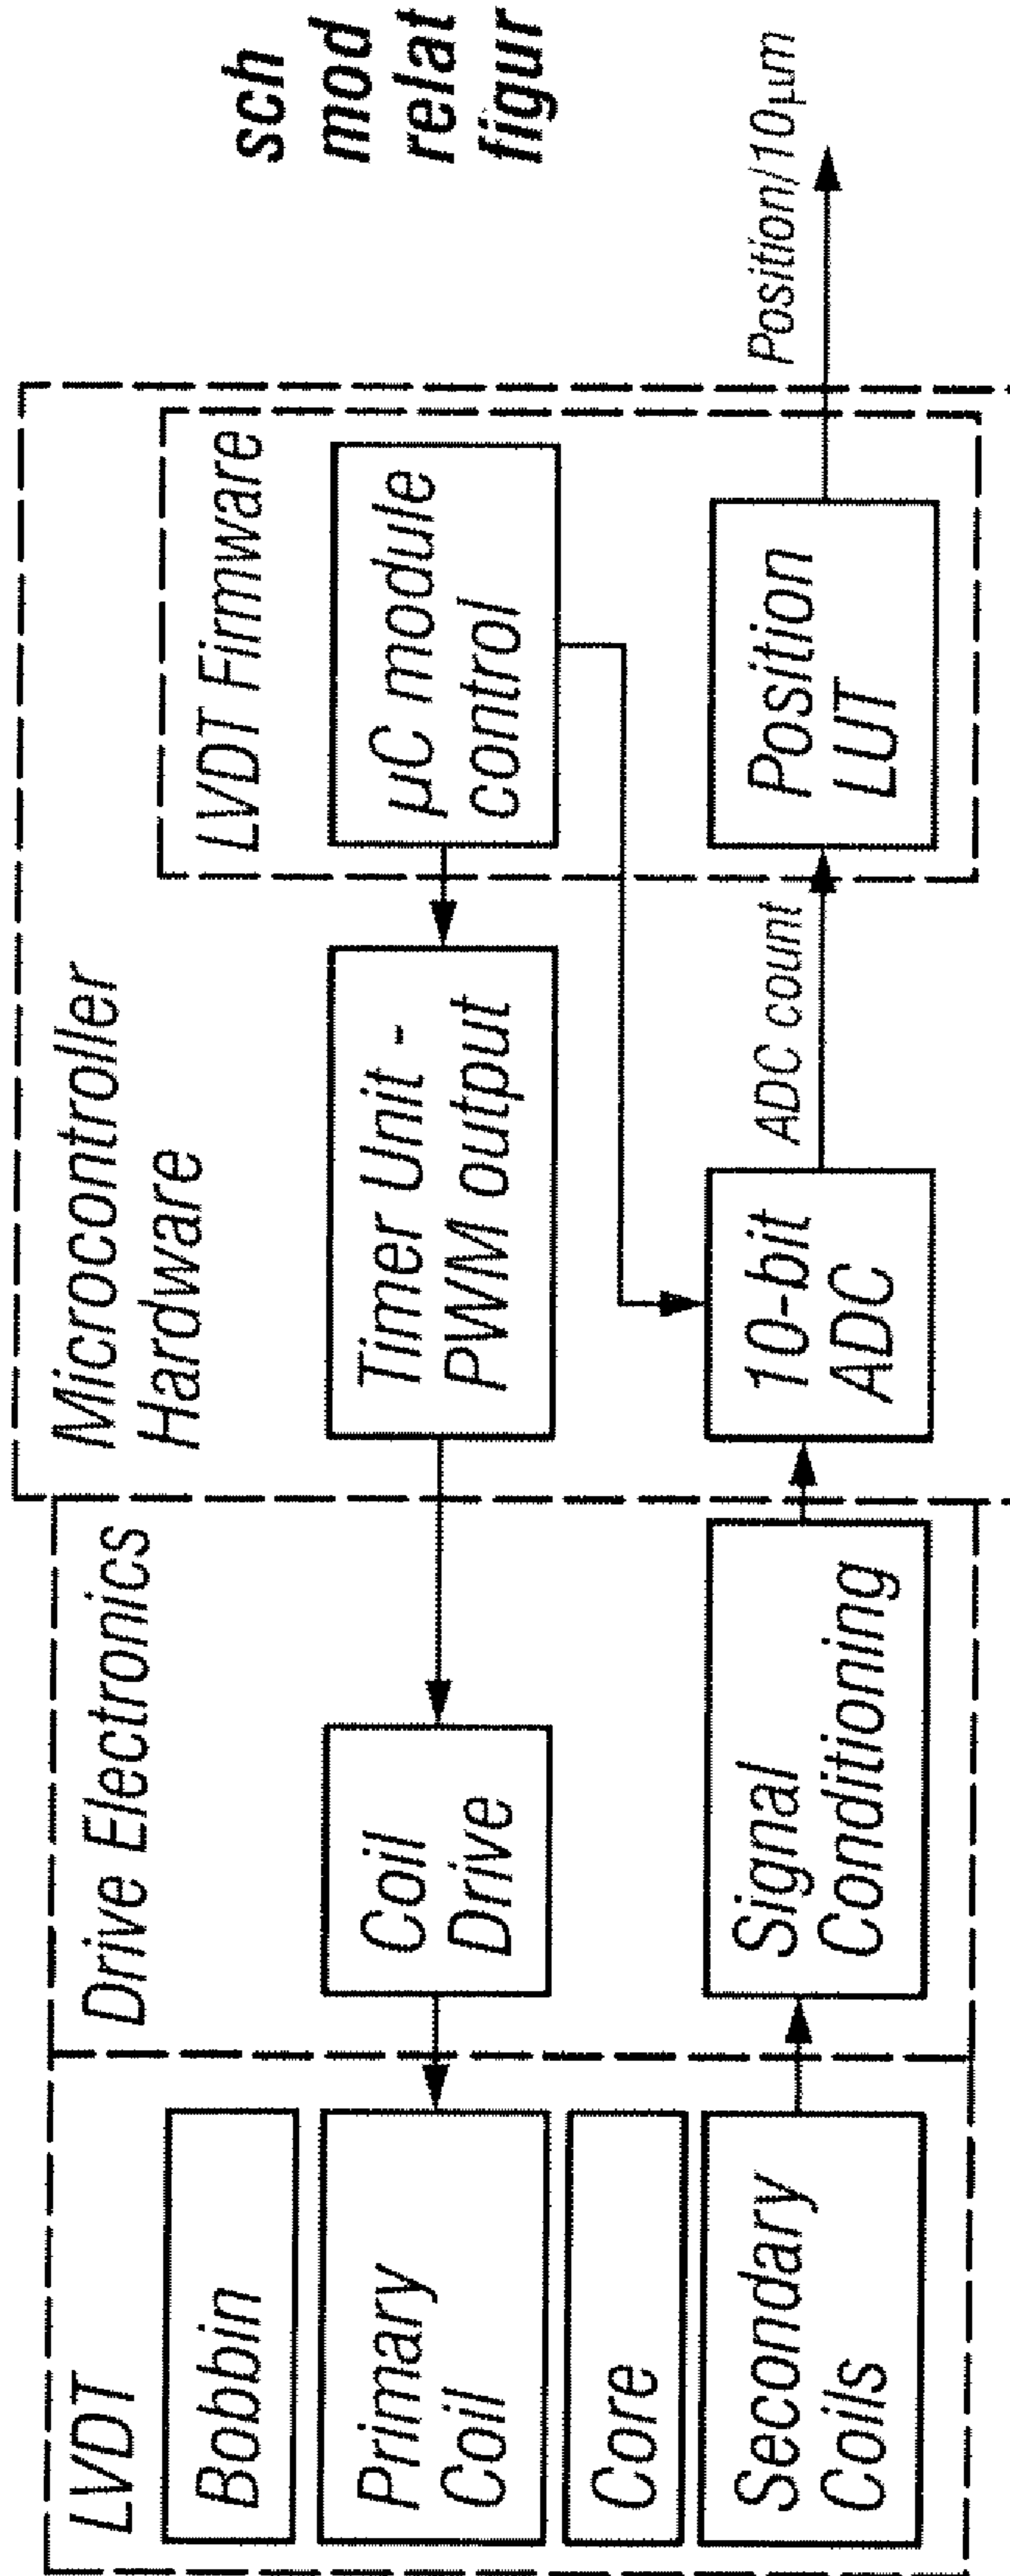 LVDT
Bobbin
Primary
Coil
Core
Secondary
Coils
Drive Electronics
Coil
Drive
Signal
Conditioning
Microcontroller
Hardware
Timer Unit -
PWM output
10-bit
ADC
ADC count
LVDT Firmware
µC module
control
Position
LUT
Position/10µm
sch
mod
relat
figur